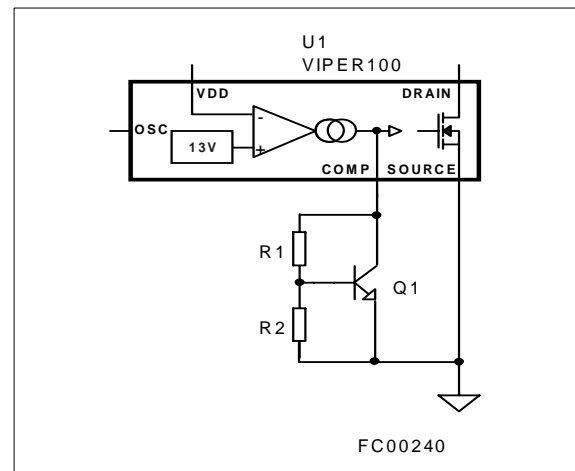 U1
VIPER100
VDD
DRAIN
OSC
-
13V
+
COMP SOURCE
R1
Q1
R2
FC00240